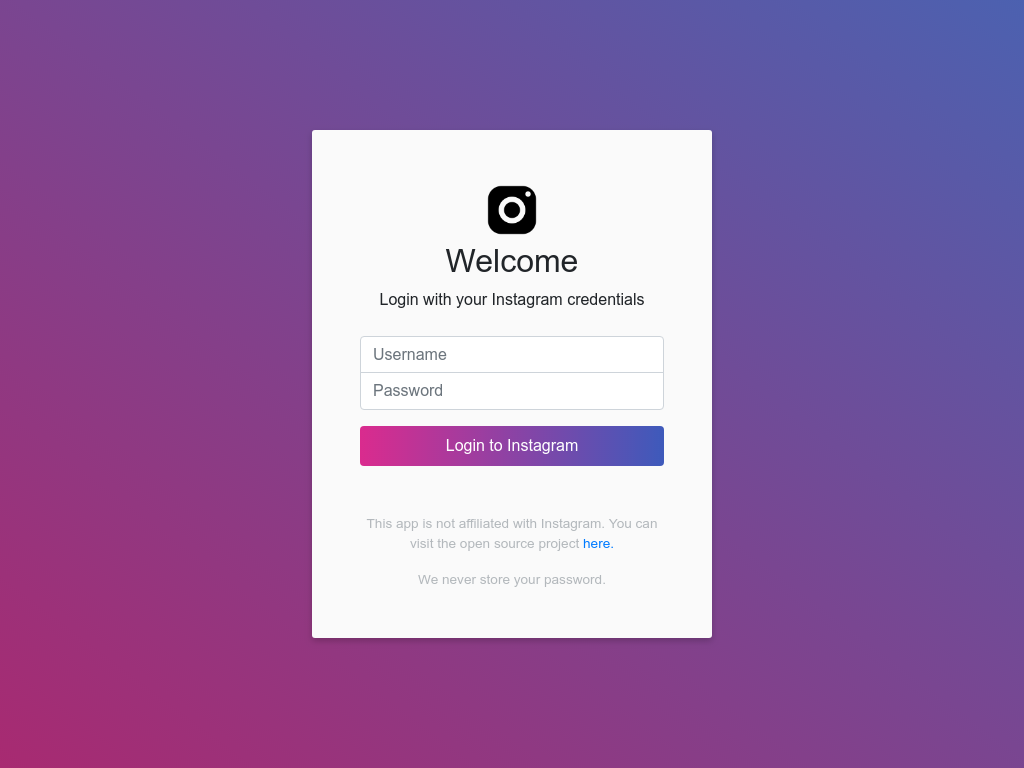 Welcome
Login with your Instagram credentials
Username
Password
Login to Instagram
This app is not affiliated with Instagram. You can
visit the open source project here.
We never store your password.